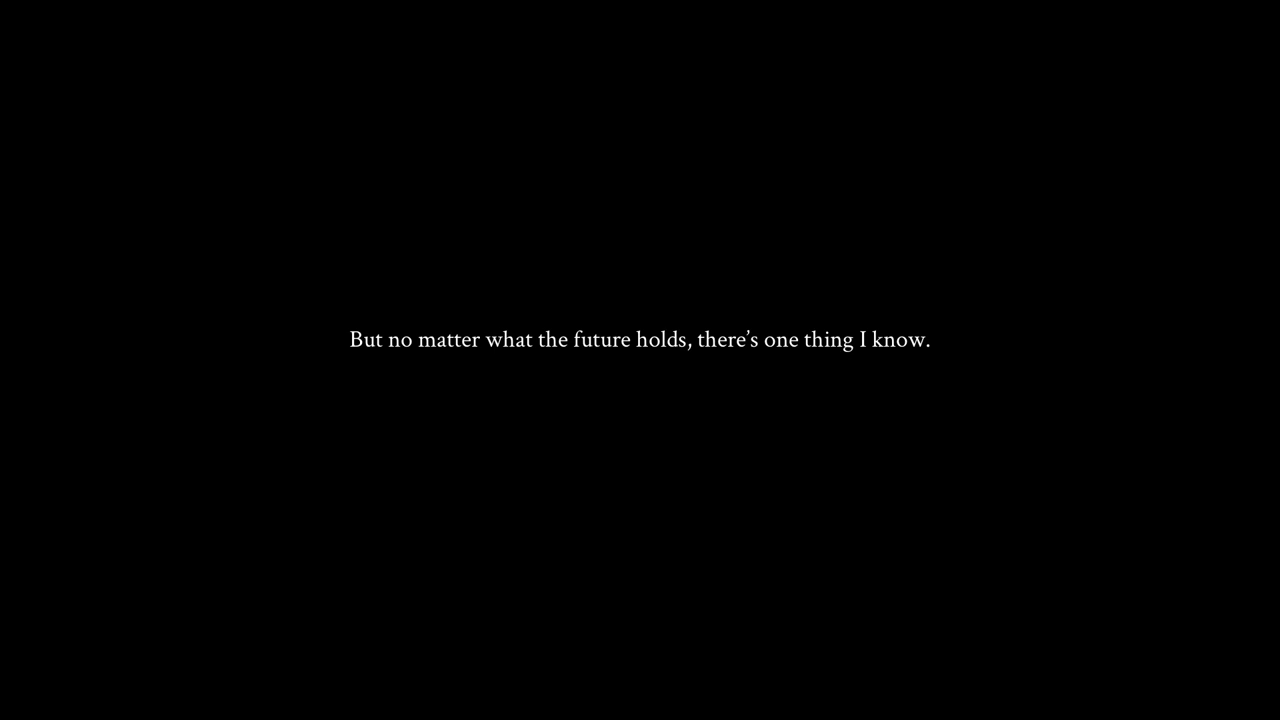 But no matter what the future holds, there’s one thing I know.